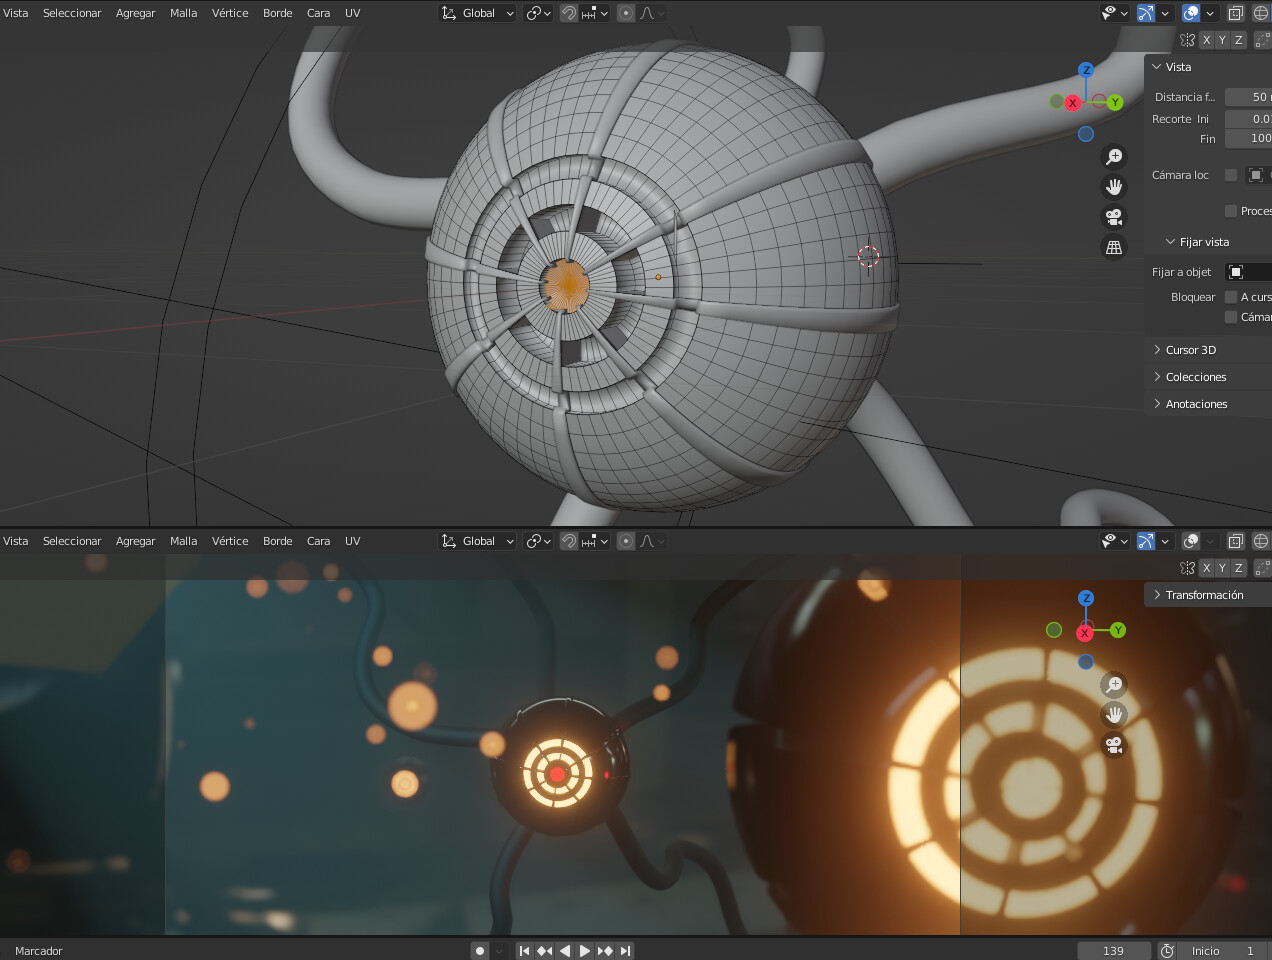 Vista Seleccionar Agregar Malla Vértice Borde Cara UV Global
X Y Z
Vista
Z
X Y
Distancia f... 50
Recorte Ini 0.0
Fin 100
Cámara loc
Proces
Fijar vista
Fijar a objet
Bloquear A curs
Cámar
Cursor 3D
Colecciones
Anotaciones
Vista Seleccionar Agregar Malla Vértice Borde Cara UV Global
X Y Z
Transformación
Z
X Y
Marcador 139 Inicio 1